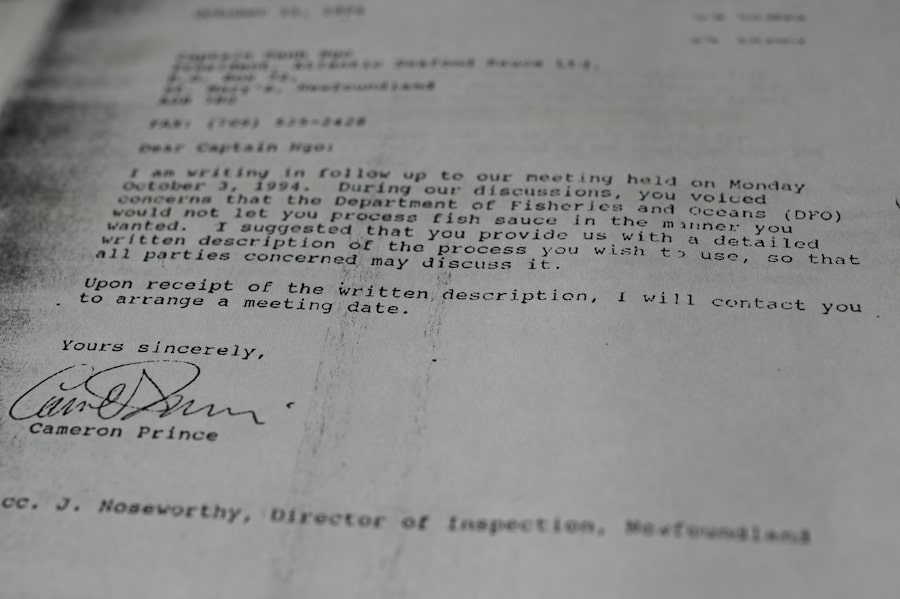 Newfoundland
Dear Captain Ngo:
I am writing in follow up to our meeting held on Monday
October 3, 1994. During our discussions, you voiced
concerns that the Department of Fisheries and Oceans (DFO)
would not let you process fish sauce in the manner you
wanted. I suggested that you provide us with a detailed
written description of the process you wish to use, so that
all parties concerned may discuss it.
Upon receipt of the written description, I will contact you
to arrange a meeting date.
Yours sincerely,
Cameron Prince
cc. J. Noseworthy, Director of Inspection, Newfoundland